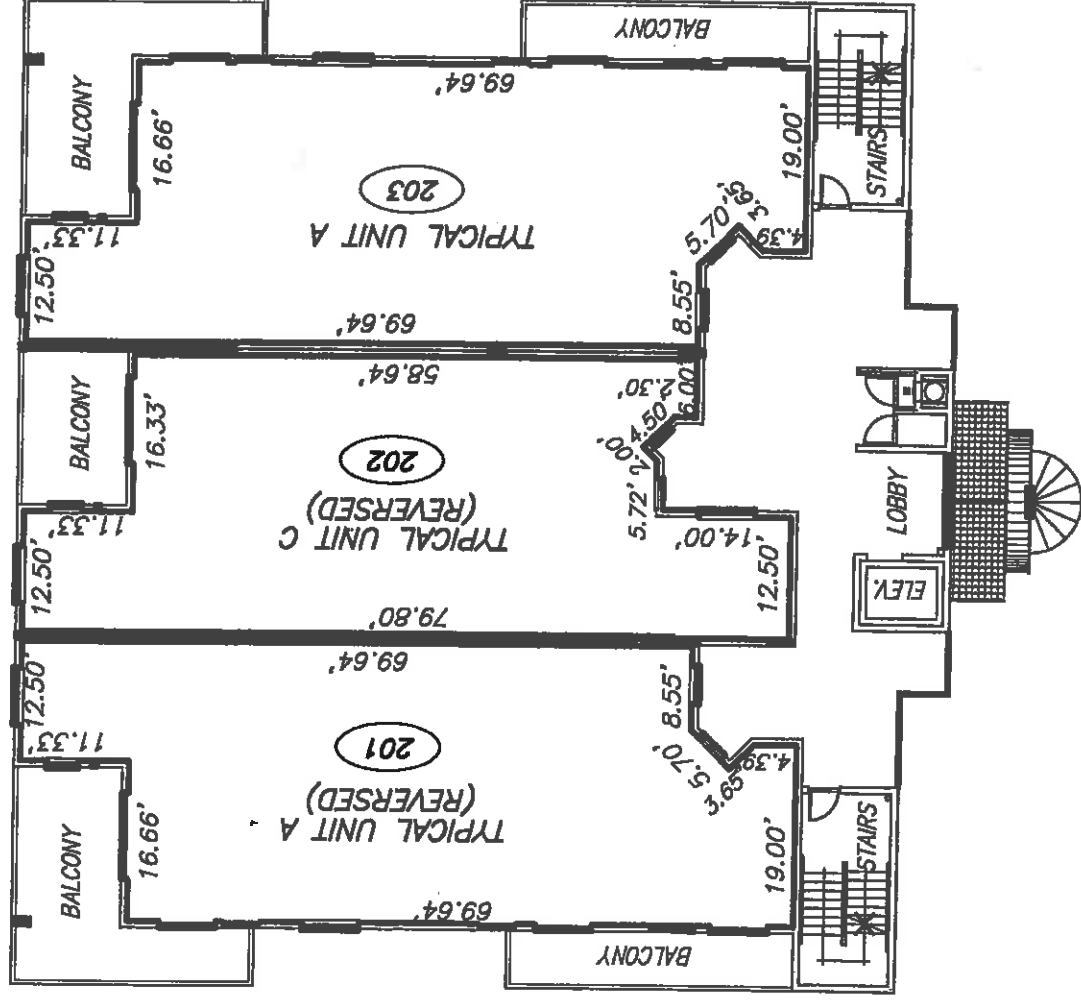 BALCONY
69.64'
BALCONY
16.66'
19.00'
STAIRS
203
TYPICAL UNIT A
11.33'
12.50'
5.70'
3.65'
4.39
8.55'
69.64'
58.64'
BALCONY
16.33'
2.30'
6.00'
4.50'
2.00'
202
TYPICAL UNIT C
(REVERSED)
11.33'
12.50'
5.72'
14.00'
12.50'
LOBBY
ELEV.
79.80'
69.64'
12.50'
11.33'
8.55'
5.70'
3.65'
4.39
201
TYPICAL UNIT A
(REVERSED)
BALCONY
16.66'
19.00'
STAIRS
69.64'
BALCONY